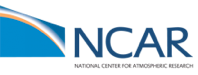 NCAR
NATIONAL CENTER FOR ATMOSPHERIC RESEARCH